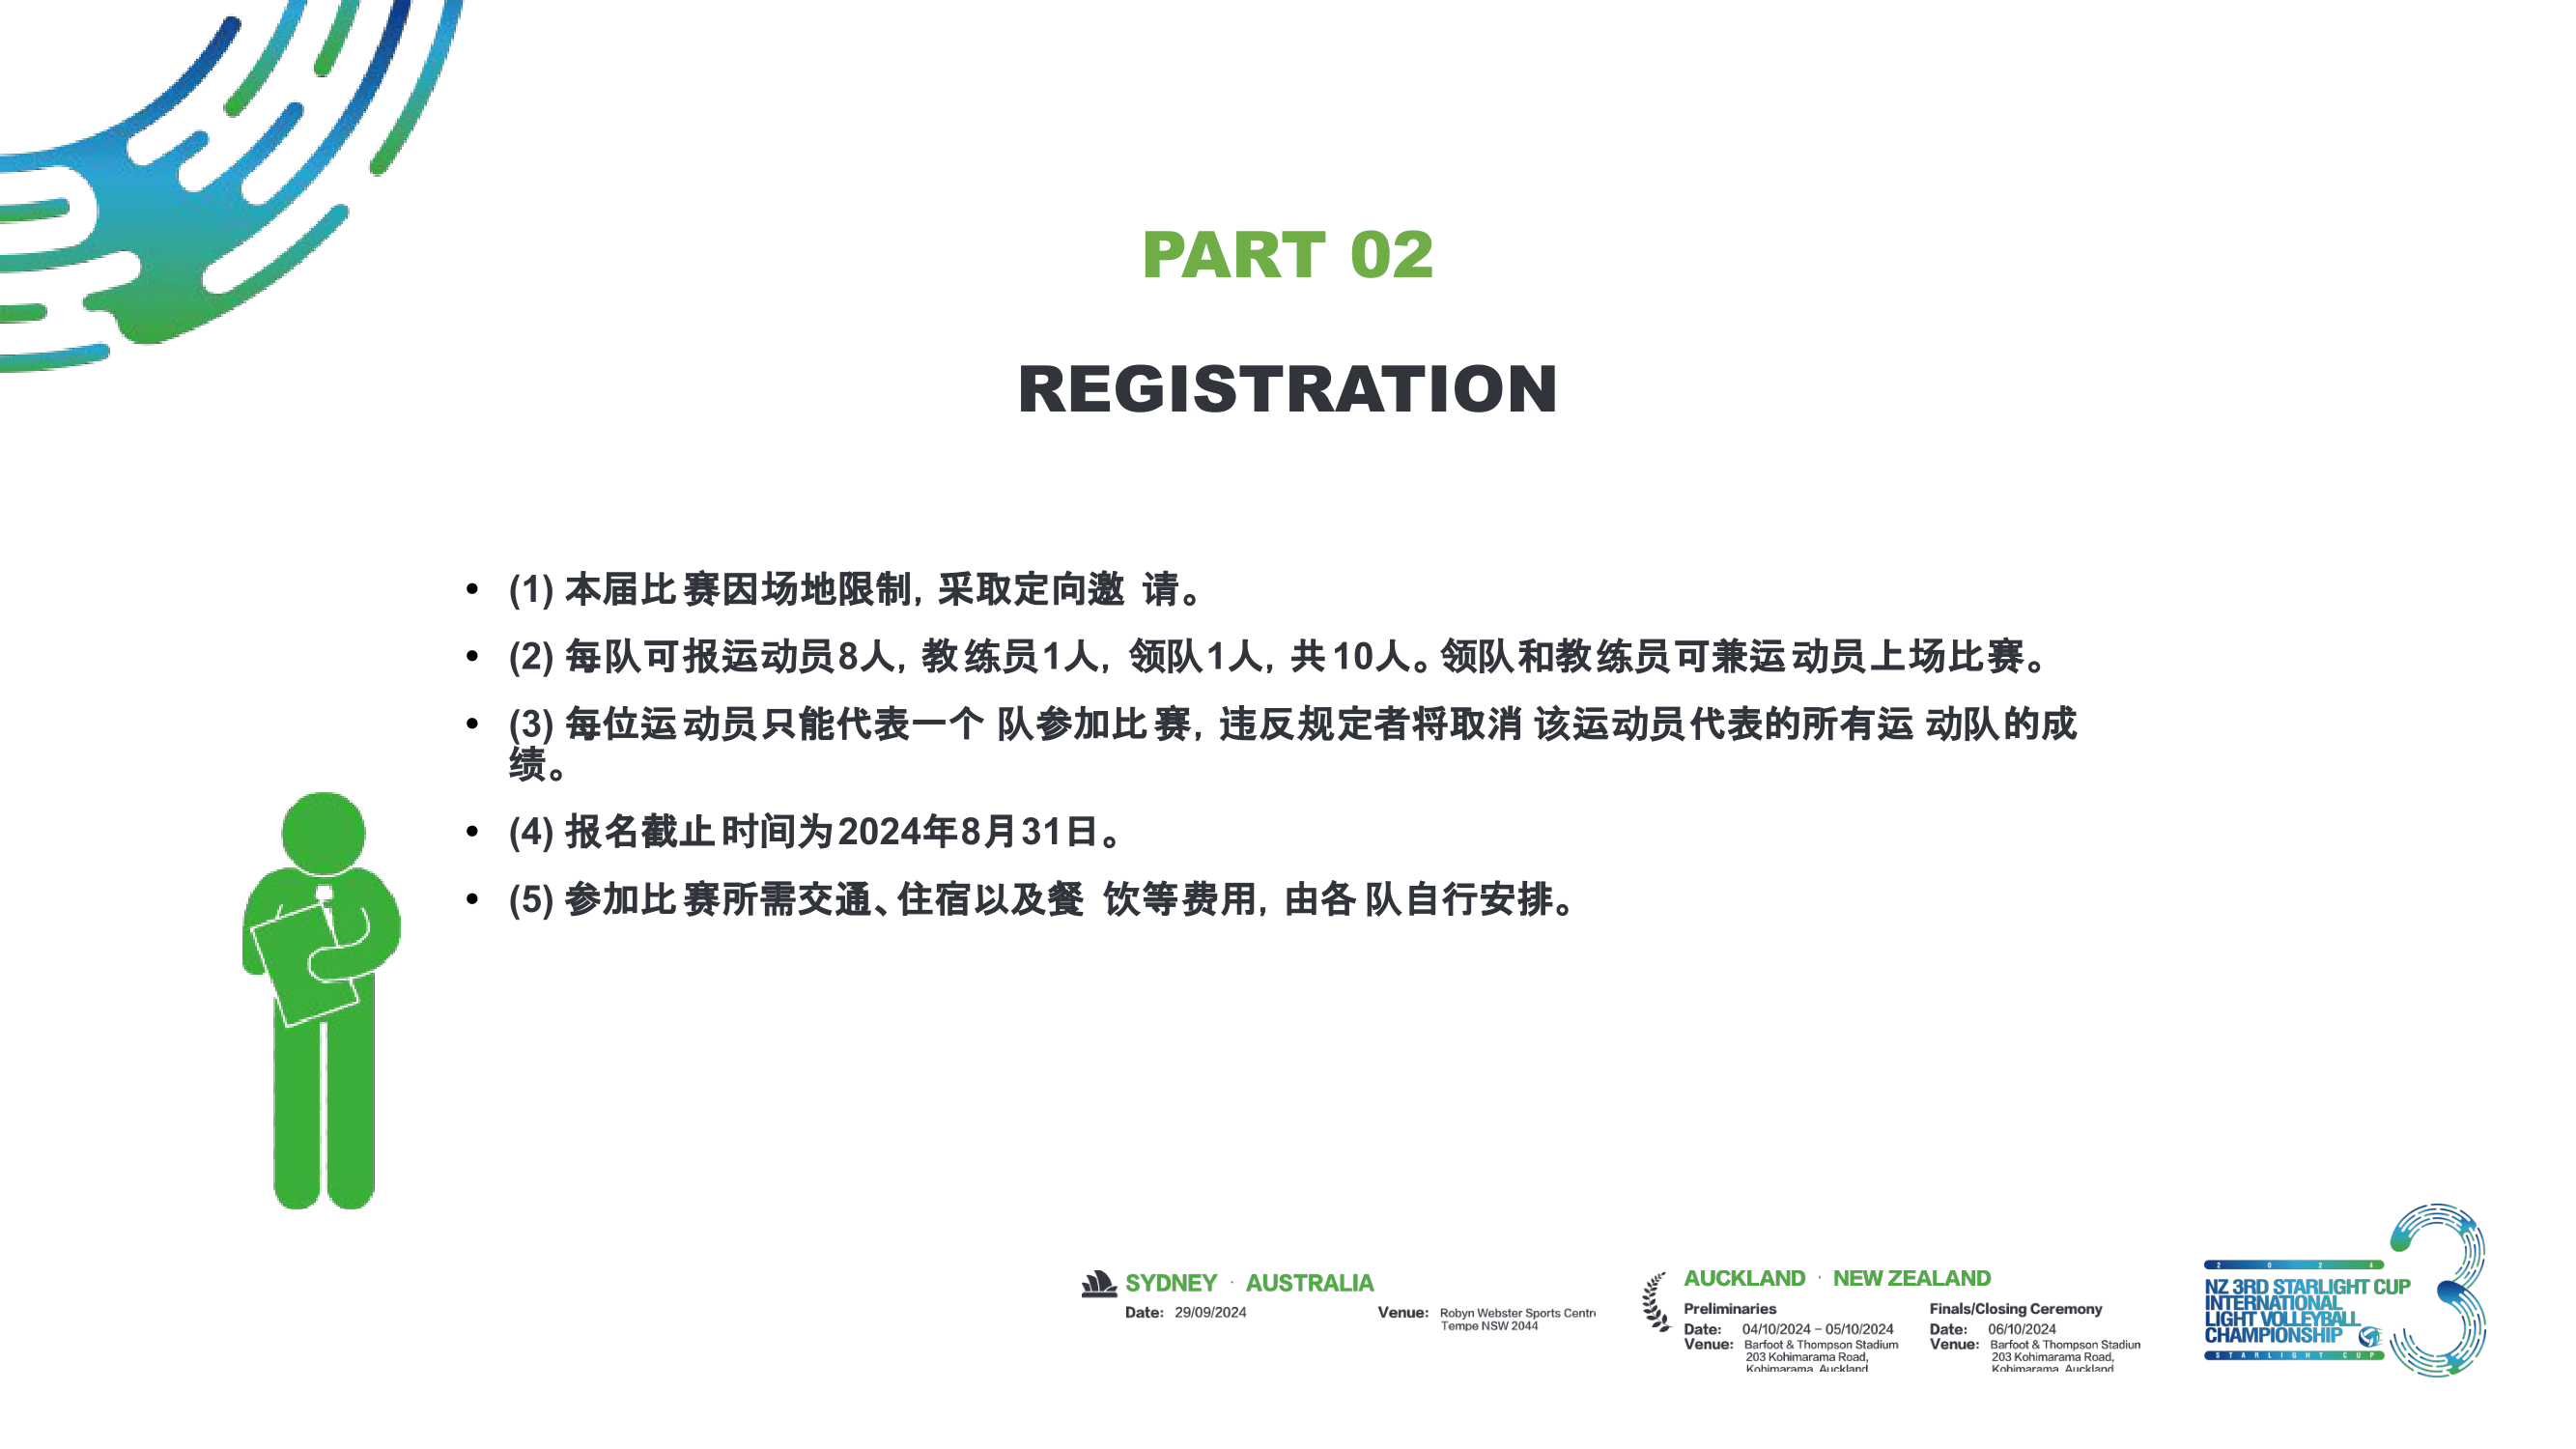 PART 02
REGISTRATION
• (1) 本届比赛因场地限制, 采取定向邀请。
• (2) 每队可报运动员8人, 教练员1人, 领队1人, 共10人。领队和教练员可兼运动员上场比赛。
• (3) 每位运动员只能代表一个队参加比赛, 违反规定者将取消该运动员代表的所有运动队的成
绩。
• (4) 报名截止时间为2024年8月31日。
• (5) 参加比赛所需交通、住宿以及餐饮等费用, 由各队自行安排。
SYDNEY · AUSTRALIA
Date: 29/09/2024 Venue: Robyn Webster Sports Centre
Tempe NSW 2044
AUCKLAND · NEW ZEALAND
Preliminaries
Date: 04/10/2024 – 05/10/2024
Venue: Barfoot & Thompson Stadium
203 Kohimarama Road,
Kohimarama, Auckland
Finals/Closing Ceremony
Date: 06/10/2024
Venue: Barfoot & Thompson Stadium
203 Kohimarama Road,
Kohimarama, Auckland
2 0 2 4
NZ 3RD STARLIGHT CUP
INTERNATIONAL
LIGHT VOLLEYBALL
CHAMPIONSHIP
STARLIGHT CUP
3